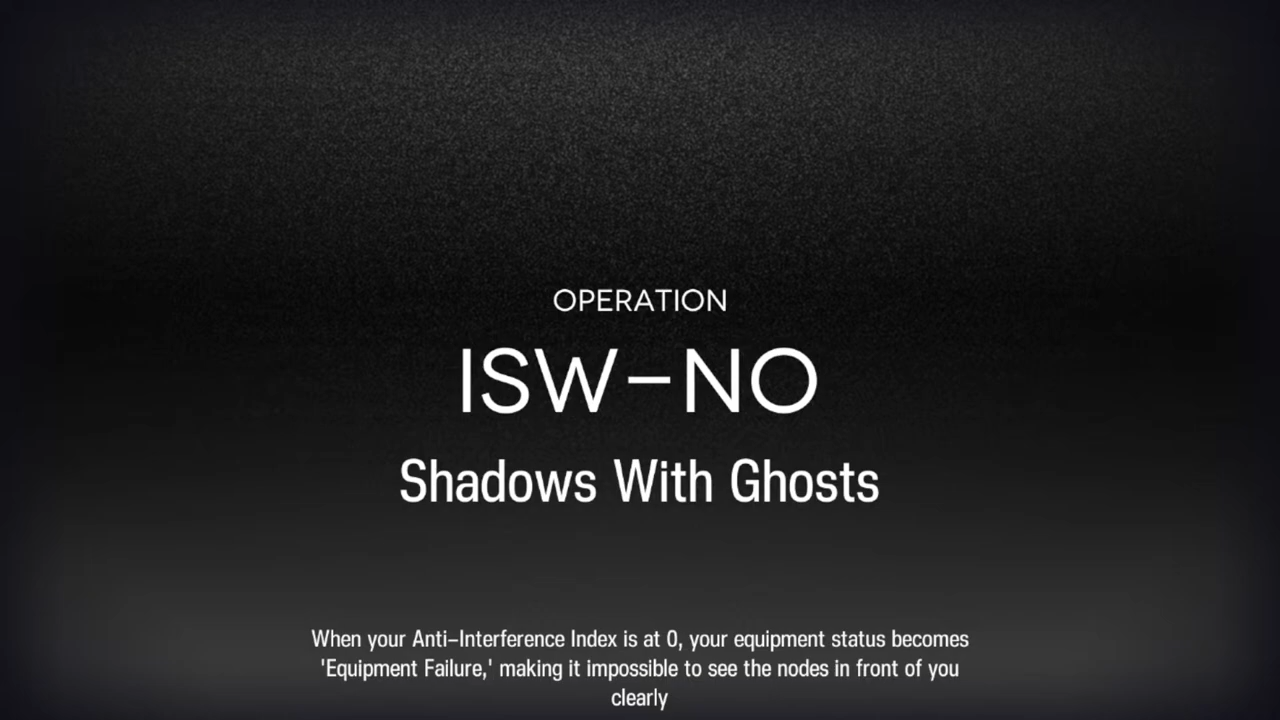 OPERATION
ISW-NO
Shadows With Ghosts
When your Anti-Interference Index is at 0, your equipment status becomes
'Equipment Failure,' making it impossible to see the nodes in front of you
clearly